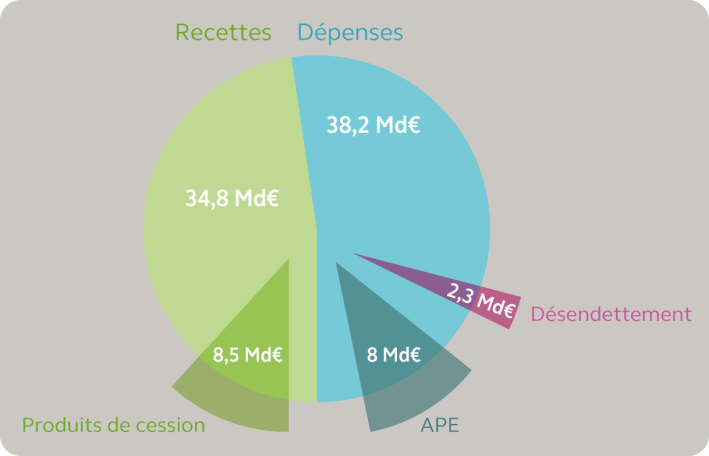 Recettes
Dépenses
38,2 Md€
34,8 Md€
2,3 Md€
Désendettement
8,5 Md€
8 Md€
Produits de cession
APE